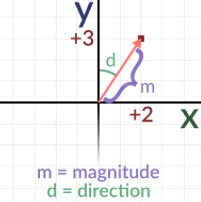 y
+3
d
m
+2
x
m = magnitude
d = direction